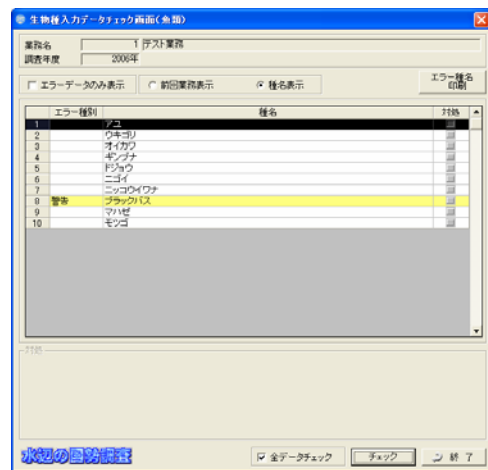 生物種入力データチェック画面(魚類)
業務名 1 テスト業務
調査年度 2006年
エラーデータのみ表示 前回業務表示 種名表示 エラー種名印刷
エラー種別 種名 対処
1 アユ
2 ウキゴリ
3 オイカワ
4 ギンブナ
5 ドジョウ
6 ニゴイ
7 ニッコウイワナ
8 警告 ブラックバス
9 マハゼ
10 モツゴ
対処
水辺の国勢調査 全データチェック チェック 終了